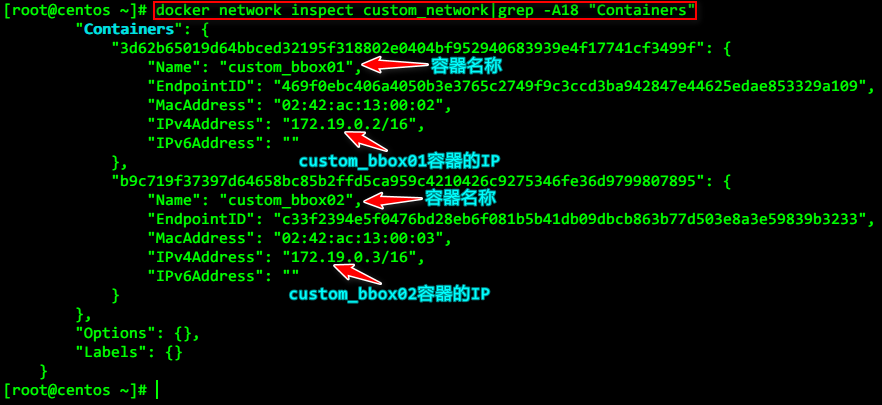 [root@centos ~]# docker network inspect custom_network|grep -A18 "Containers"
"Containers": {
"3d62b65019d64bbced32195f318802e0404bf952940683939e4f17741cf3499f": {
"Name": "custom_bbox01", 容器名称
"EndpointID": "469f0ebc406a4050b3e3765c2749f9c3ccd3ba942847e44625edae853329a109",
"MacAddress": "02:42:ac:13:00:02",
"IPv4Address": "172.19.0.2/16",
"IPv6Address": ""
}, custom_bbox01容器的IP
"b9c719f37397d64658bc85b2ffd5ca959c4210426c9275346fe36d9799807895": {
"Name": "custom_bbox02", 容器名称
"EndpointID": "c33f2394e5f0476bd28eb6f081b5b41db09dbcb863b77d503e8a3e59839b3233",
"MacAddress": "02:42:ac:13:00:03",
"IPv4Address": "172.19.0.3/16",
"IPv6Address": ""
} custom_bbox02容器的IP
},
"Options": {},
"Labels": {}
}
[root@centos ~]#